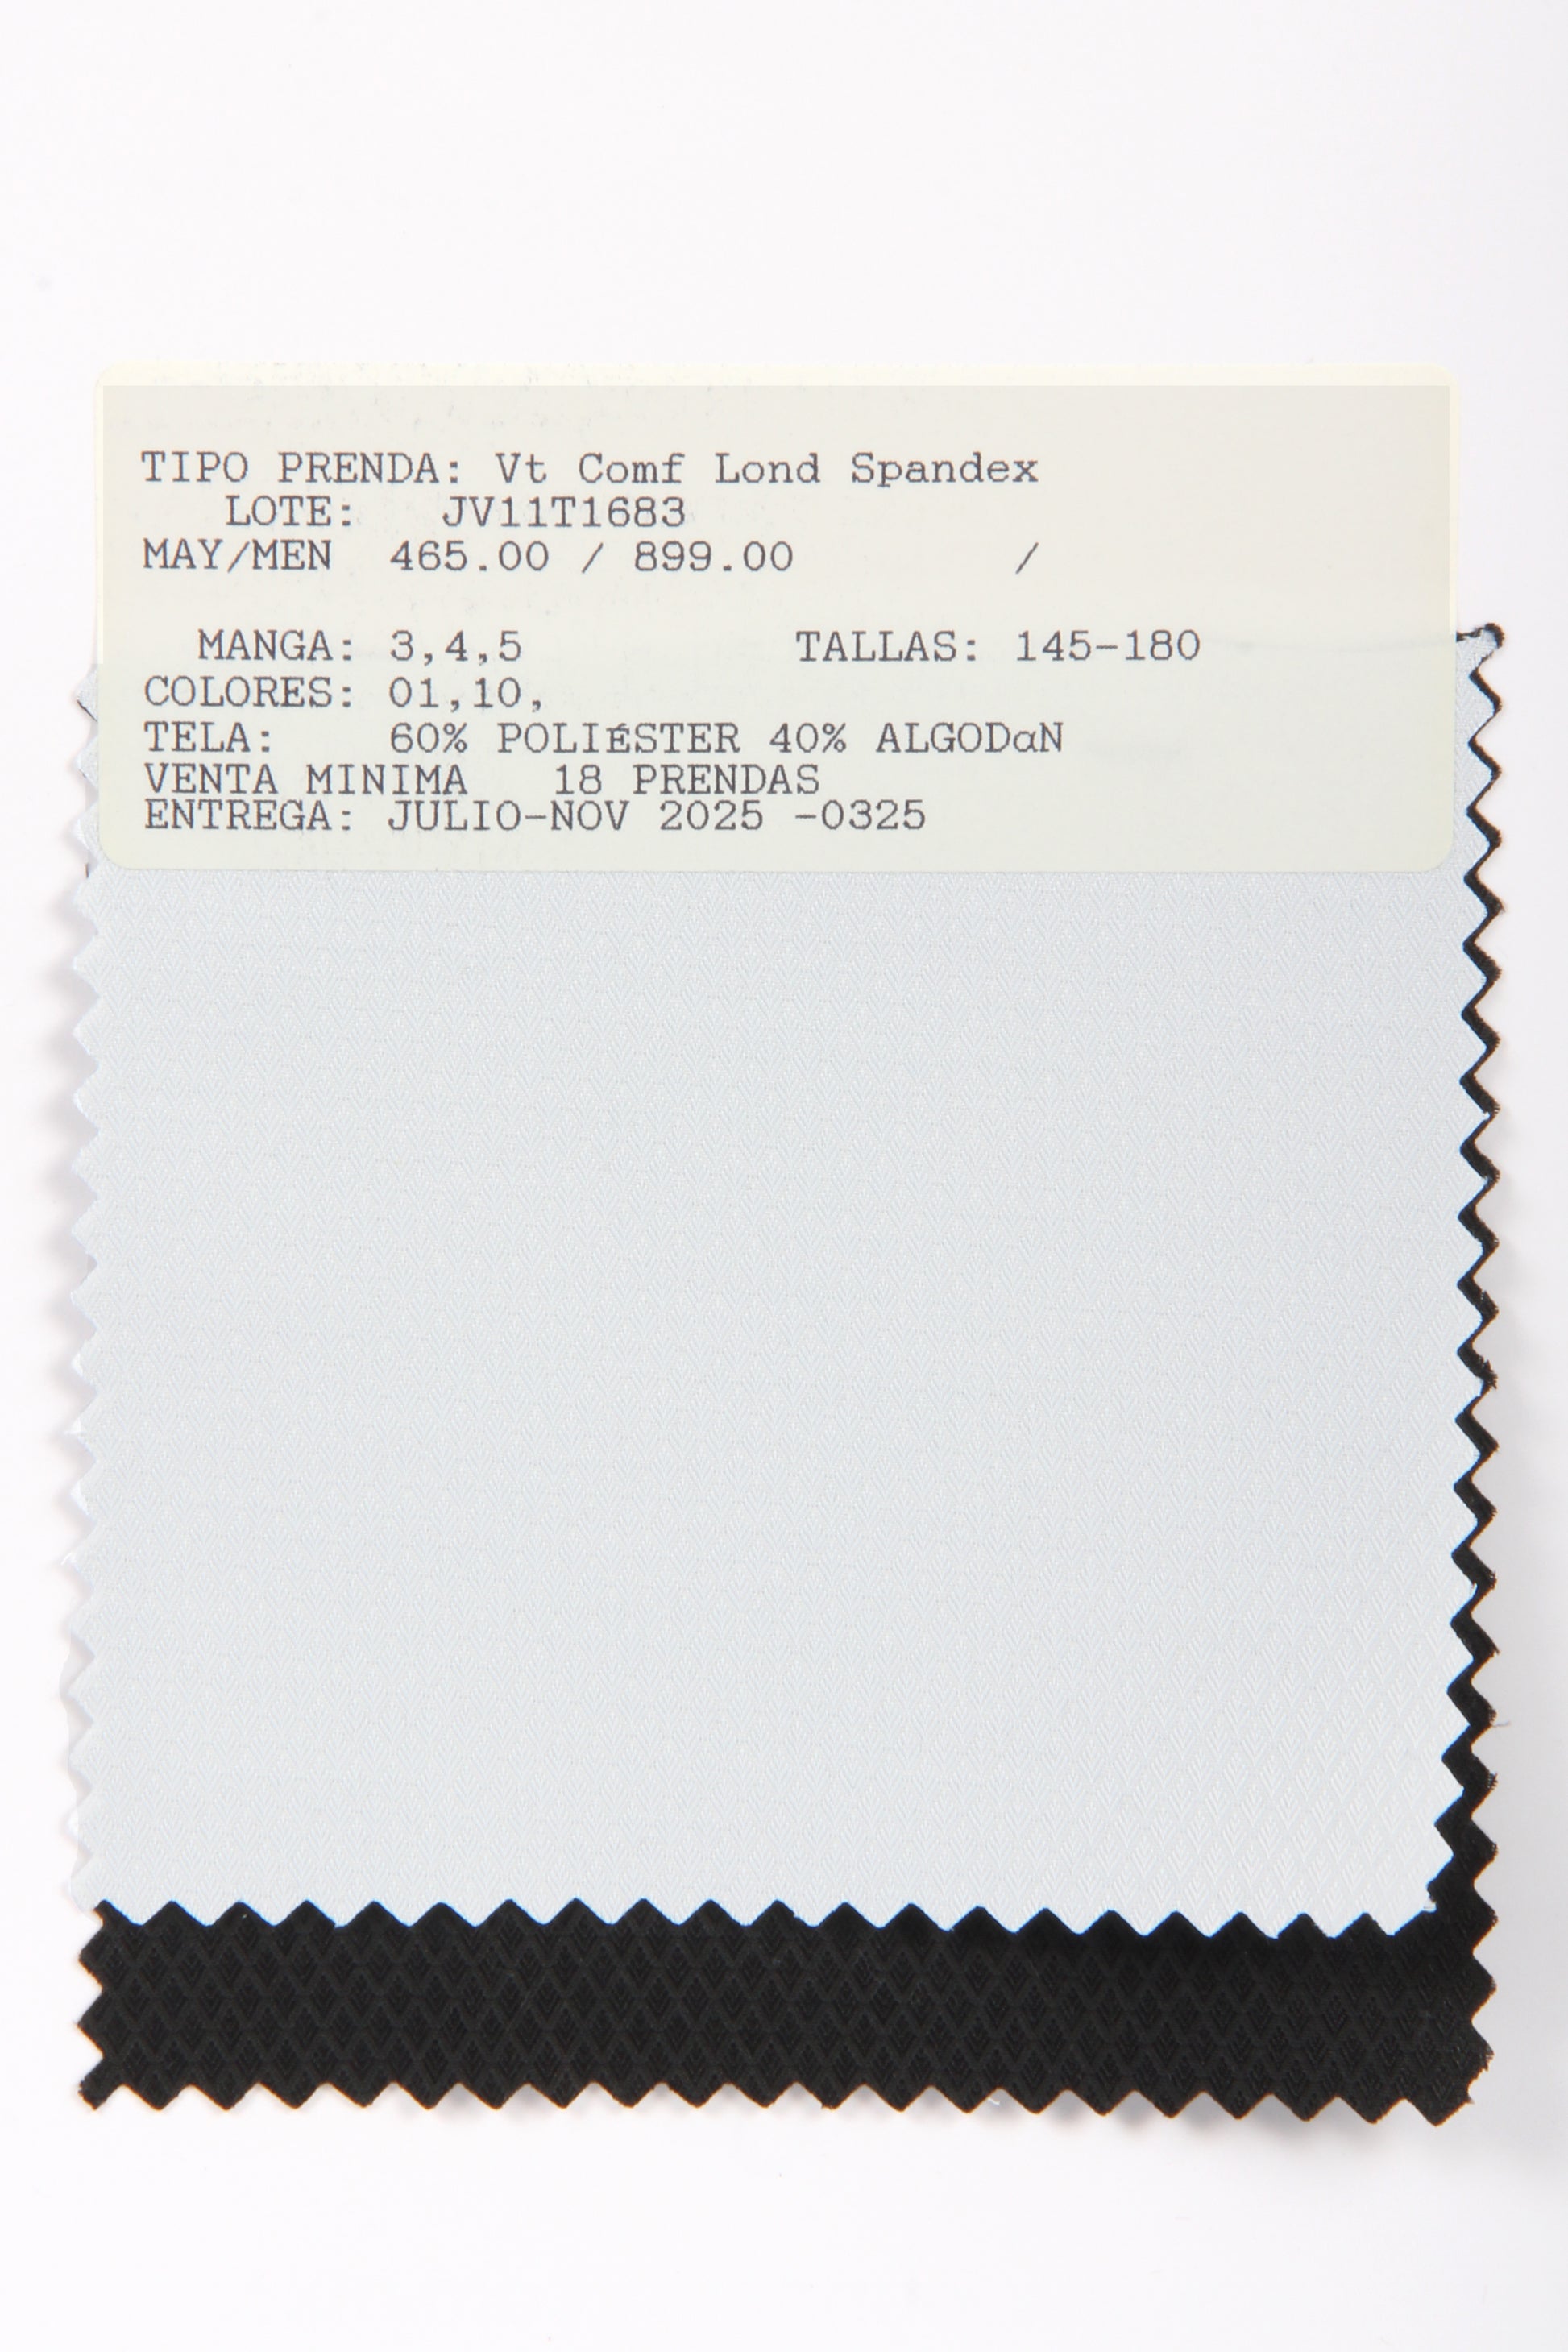 TIPO PRENDA: Vt Comf Lond Spandex
LOTE: JV11T1683
MAY/MEN 465.00 / 899.00 /
MANGA: 3,4,5 TALLAS: 145-180
COLORES: 01,10,
TELA: 60% POLIÉSTER 40% ALGODαN
VENTA MINIMA 18 PRENDAS
ENTREGA: JULIO-NOV 2025 -0325